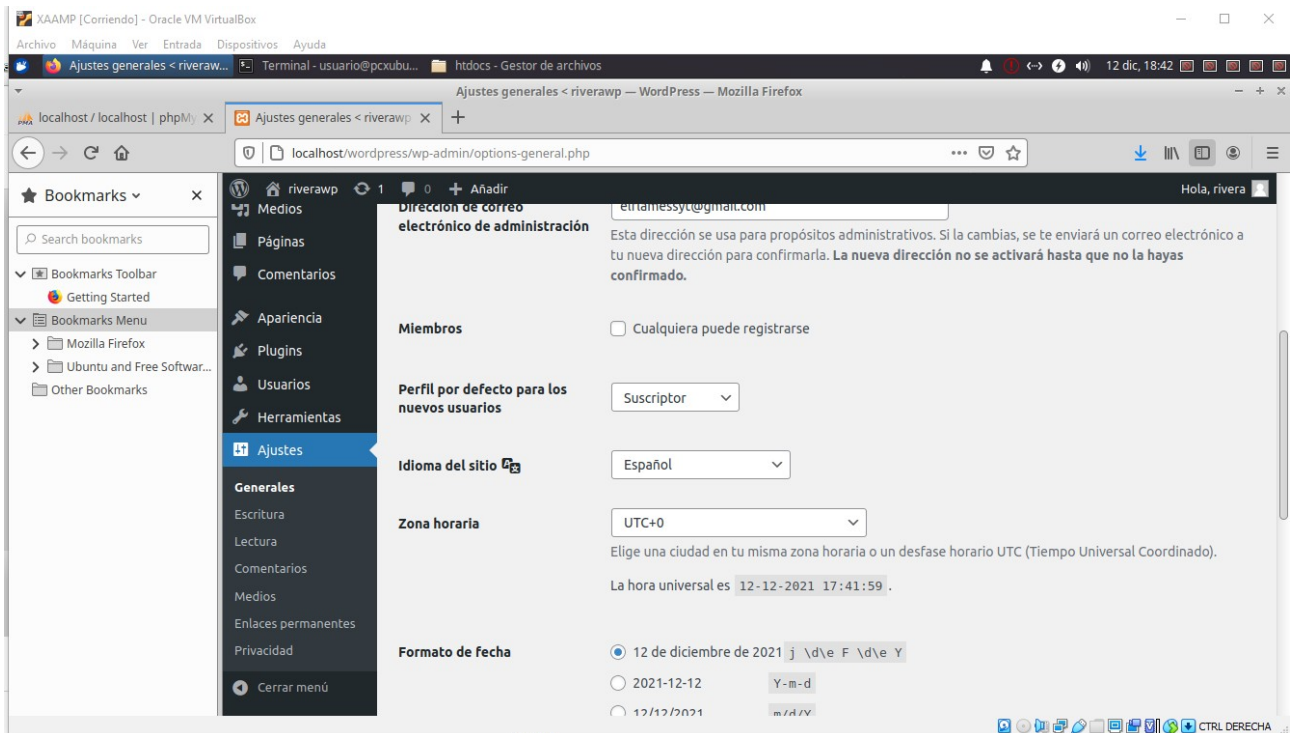 XAAMP [Corriendo] - Oracle VM VirtualBox
Archivo Máquina Ver Entrada Dispositivos Ayuda
Ajustes generales < riveraw... Terminal - usuario@pcxubu... htdocs - Gestor de archivos 12 dic, 18:42
Ajustes generales < riverawp — WordPress — Mozilla Firefox
localhost / localhost | phpMy Ajustes generales < riverawp
localhost/wordpress/wp-admin/options-general.php
Bookmarks
Search bookmarks
Bookmarks Toolbar
Getting Started
Bookmarks Menu
Mozilla Firefox
Ubuntu and Free Softwar...
Other Bookmarks
riverawp 1 0 Añadir Hola, rivera
Medios
Páginas
Comentarios
Apariencia
Plugins
Usuarios
Herramientas
Ajustes
Generales
Escritura
Lectura
Comentarios
Medios
Enlaces permanentes
Privacidad
Cerrar menú
Dirección de correo
electrónico de administración
Esta dirección se usa para propósitos administrativos. Si la cambias, se te enviará un correo electrónico a
tu nueva dirección para confirmarla. La nueva dirección no se activará hasta que no la hayas
confirmado.
Miembros Cualquiera puede registrarse
Perfil por defecto para los
nuevos usuarios
Suscriptor
Idioma del sitio Español
Zona horaria UTC+0
Elige una ciudad en tu misma zona horaria o un desfase horario UTC (Tiempo Universal Coordinado).
La hora universal es 12-12-2021 17:41:59 .
Formato de fecha 12 de diciembre de 2021 j \d\e F \d\e Y
2021-12-12 Y-m-d
12/12/2021 m/d/Y
CTRL DERECHA